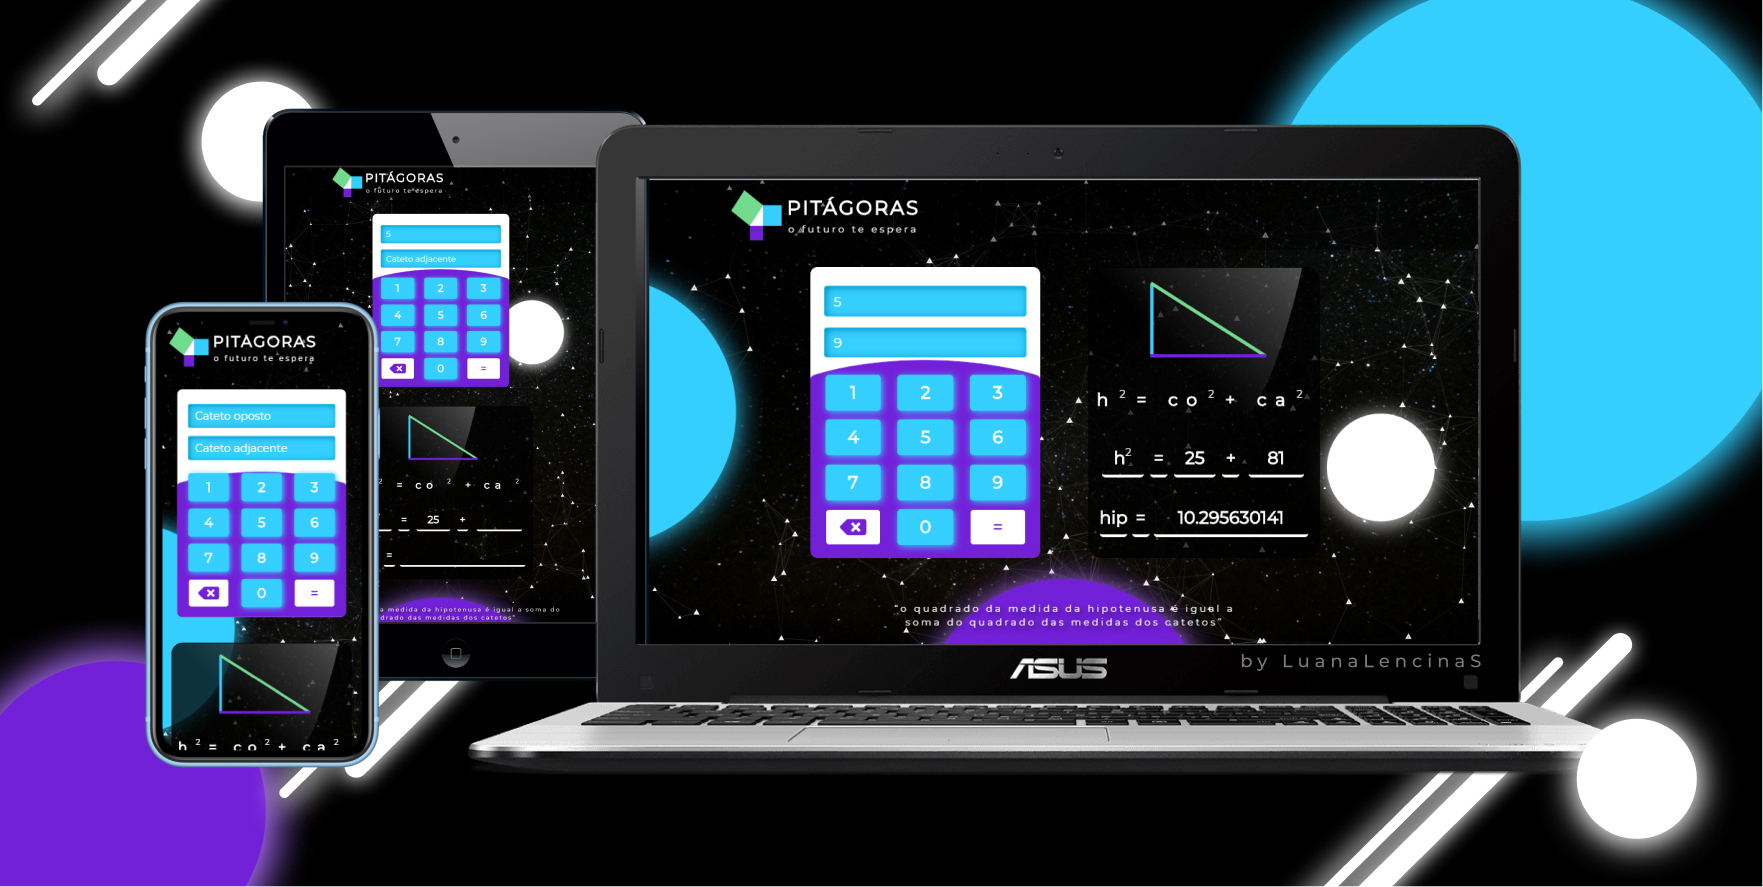 PITÁGORAS
o futuro te espera
Cateto oposto
Cateto adjacente
1 2 3
4 5 6
7 8 9
0 =
h 2 = co 2 + ca 2
PITÁGORAS
o futuro te espera
5
Cateto adjacente
1 2 3
4 5 6
7 8 9
0 =
2 = co 2 + ca 2
= 25 +
=
a medida da hipotenusa é igual a soma do
drado das medidas dos catetos"
PITÁGORAS
o futuro te espera
5
9
1 2 3
4 5 6
7 8 9
0 =
h 2 = co 2 + ca 2
h2 = 25 + 81
hip = 10.295630141
"o quadrado da medida da hipotenusa é igual a
soma do quadrado das medidas dos catetos"
ASUS
by LuanaLencinaS